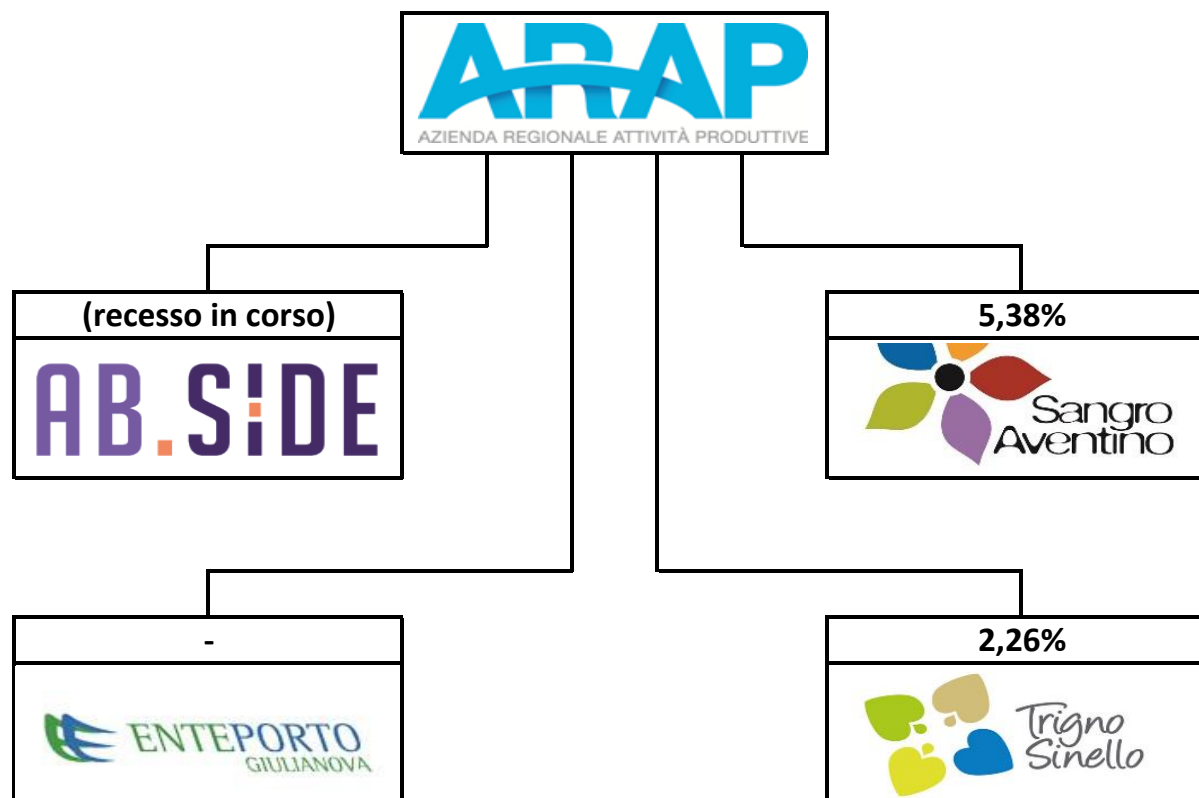 ARAP
AZIENDA REGIONALE ATTIVITÀ PRODUTTIVE
(recesso in corso)
AB.SiDE
5,38%
Sangro
Aventino
-
ENTEPORTO
GIULIANOVA
2,26%
Trigno
Sinello